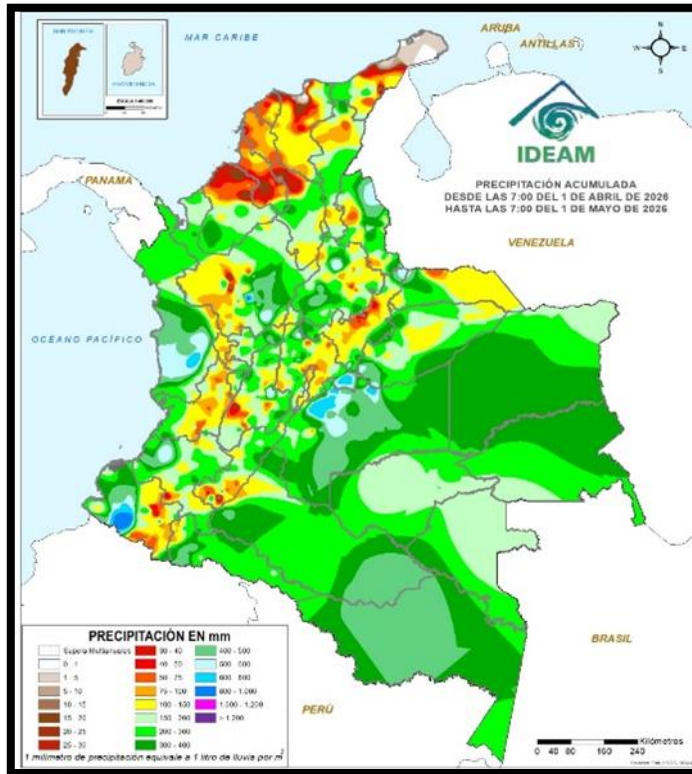 MAR CARIBE
ARUBA
ANTILLAS
N
W
E
S
IDEAM
PRECIPITACIÓN ACUMULADA
DESDE LAS 7:00 DEL 1 DE ABRIL DE 2026
HASTA LAS 7:00 DEL 1 DE MAYO DE 2026
PANAMA
VENEZUELA
OCÉANO PACÍFICO
BRASIL
PERÚ
PRECIPITACIÓN EN mm
0 - 1
1 - 5
5 - 10
10 - 15
15 - 20
20 - 25
25 - 30
30 - 40
40 - 50
50 - 75
75 - 100
100 - 150
150 - 200
200 - 300
300 - 400
400 - 500
500 - 600
600 - 800
800 - 1.000
1.000 - 1.200
> 1.200
1 milímetro de precipitación equivale a 1 litro de lluvia por m²
Kilómetros
0 40 80 160 240